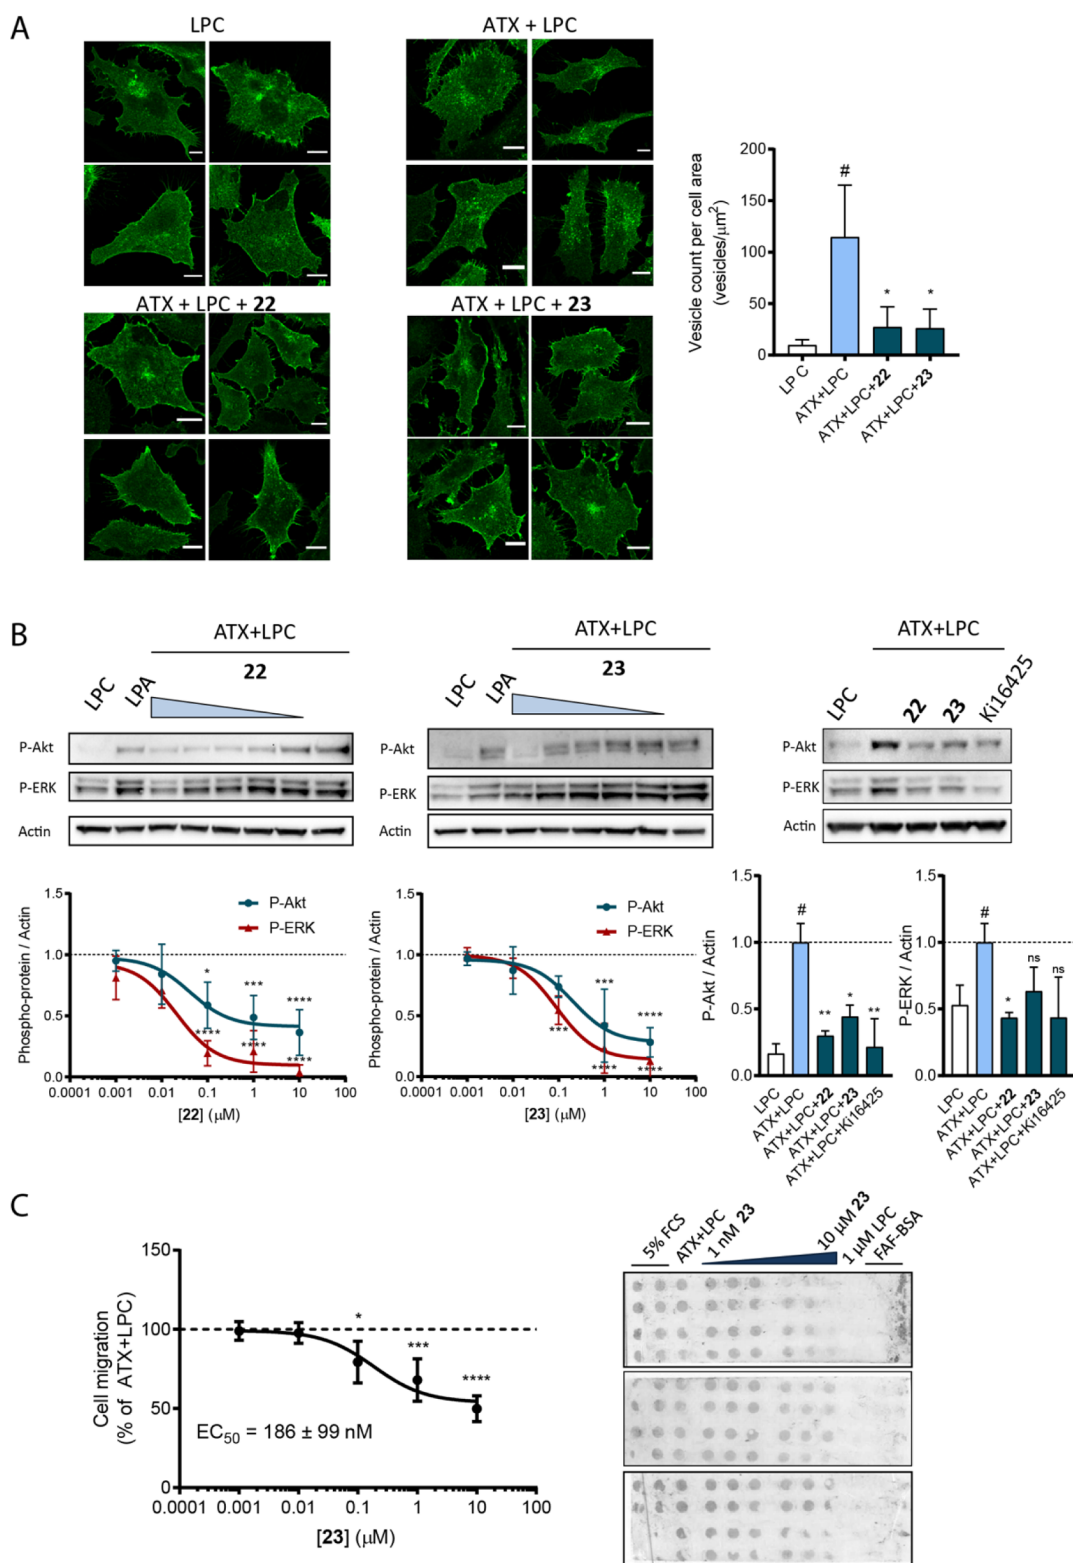 A
LPC
ATX + LPC
ATX + LPC + 22
ATX + LPC + 23
Vesicle count per cell area
(vesicles/μm²)
200
150
100
50
0
#
*
*
LPC
ATX+LPC
ATX+LPC+22
ATX+LPC+23
B
ATX+LPC
22
LPC
LPA
P-Akt
P-ERK
Actin
ATX+LPC
23
LPC
LPA
P-Akt
P-ERK
Actin
ATX+LPC
LPC
22
23
Ki16425
P-Akt
P-ERK
Actin
Phospho-protein / Actin
1.5
1.0
0.5
0.0
P-Akt
P-ERK
*
***
****
****
****
****
0.0001
0.001
0.01
0.1
1
10
100
[22] (μM)
Phospho-protein / Actin
1.5
1.0
0.5
0.0
P-Akt
P-ERK
***
****
***
****
****
0.0001
0.001
0.01
0.1
1
10
100
[23] (μM)
P-Akt / Actin
1.5
1.0
0.5
0.0
#
**
*
**
LPC
ATX+LPC
ATX+LPC+22
ATX+LPC+23
ATX+LPC+Ki16425
P-ERK / Actin
1.5
1.0
0.5
0.0
#
*
ns
ns
LPC
ATX+LPC
ATX+LPC+22
ATX+LPC+23
ATX+LPC+Ki16425
C
Cell migration
(% of ATX+LPC)
150
100
50
0
*
***
****
EC50 = 186 ± 99 nM
0.0001
0.001
0.01
0.1
1
10
100
[23] (μM)
5% FCS
ATX+LPC
1 nM 23
10 μM 23
1 μM LPC
FAF-BSA